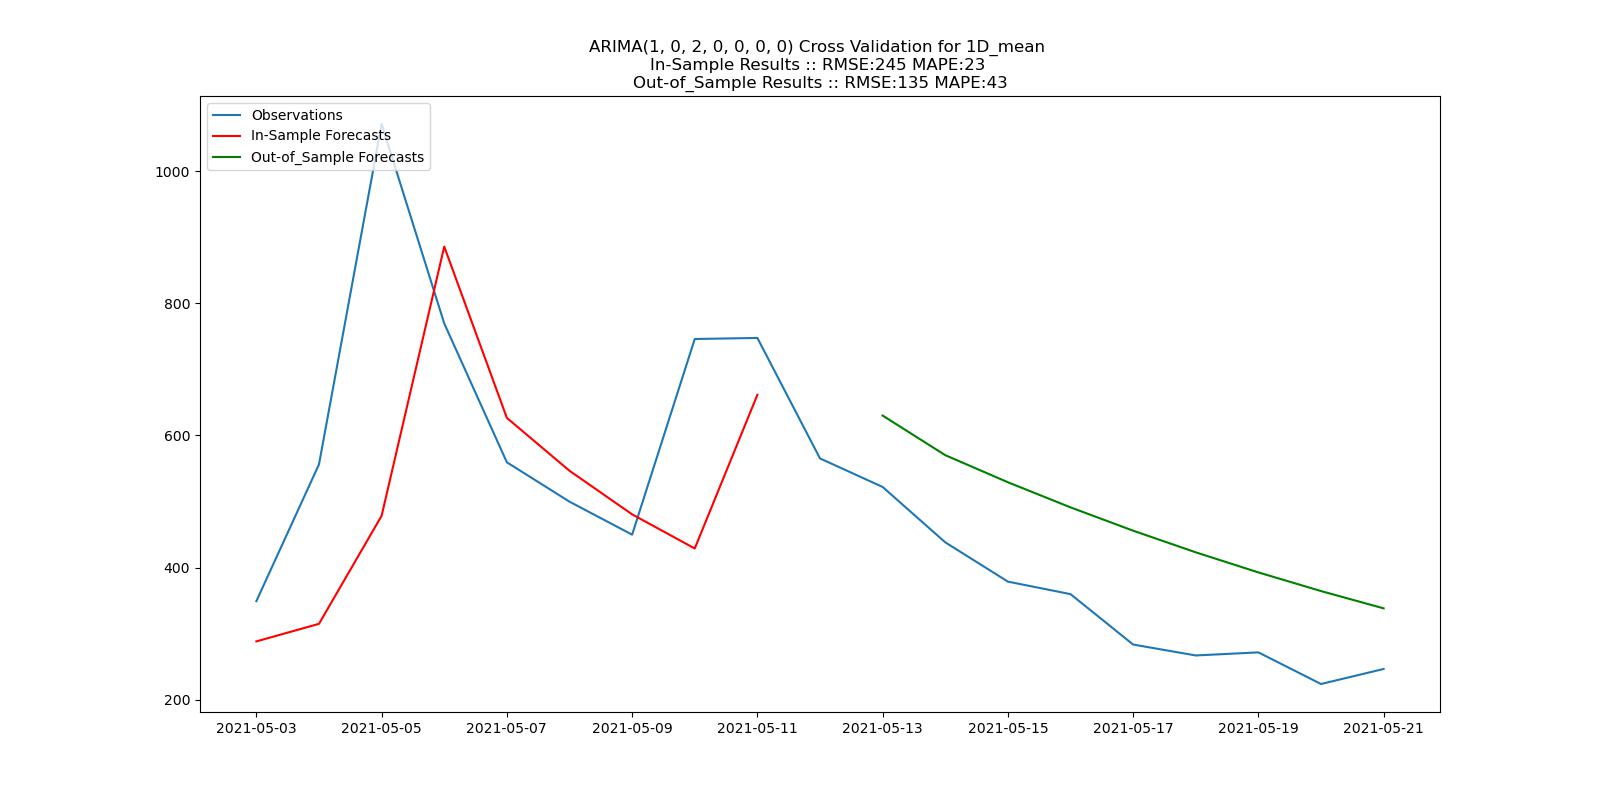 ARIMA(1, 0, 2, 0, 0, 0, 0) Cross Validation for 1D_mean
In-Sample Results :: RMSE:245 MAPE:23
Out-of_Sample Results :: RMSE:135 MAPE:43
Observations
In-Sample Forecasts
Out-of_Sample Forecasts
1000
800
600
400
200
2021-05-03 2021-05-05 2021-05-07 2021-05-09 2021-05-11 2021-05-13 2021-05-15 2021-05-17 2021-05-19 2021-05-21